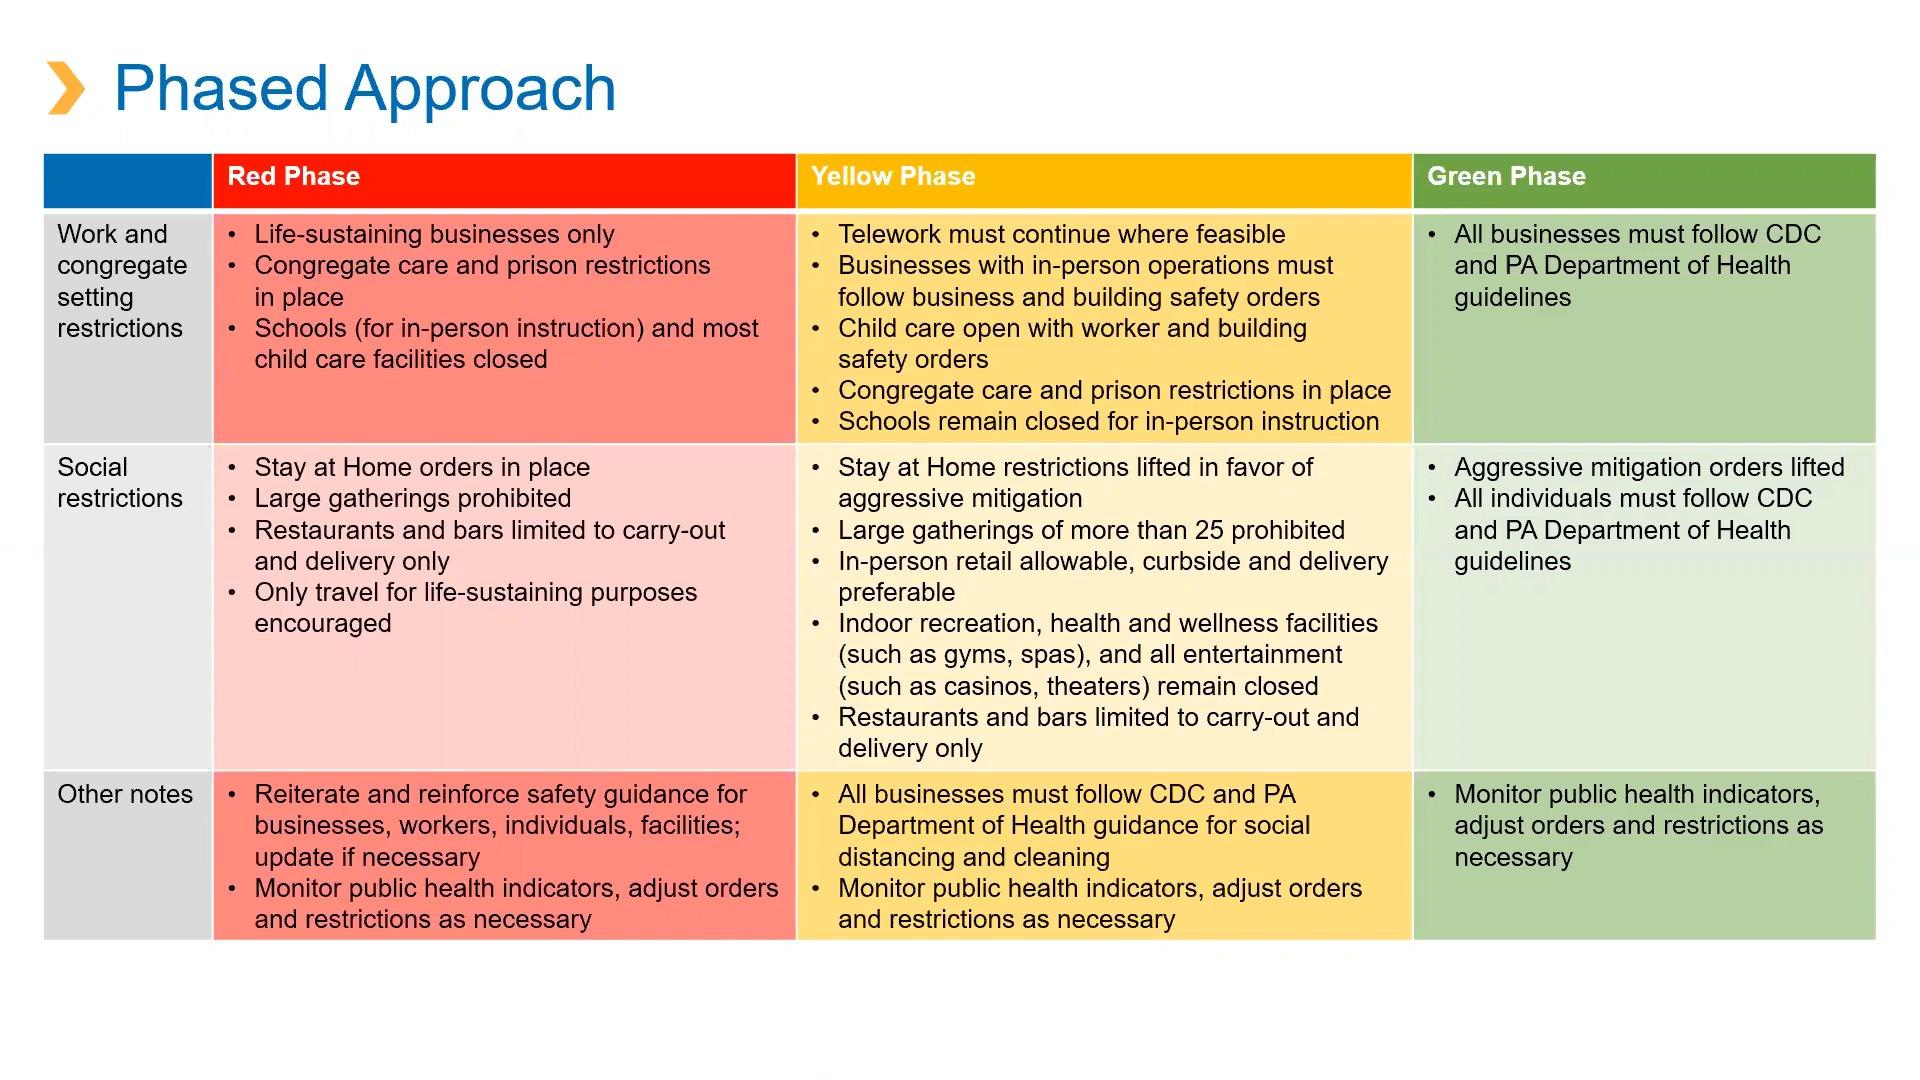 Phased Approach
Red Phase
Yellow Phase
Green Phase
Work and
congregate
setting
restrictions
• Life-sustaining businesses only
• Congregate care and prison restrictions
in place
• Schools (for in-person instruction) and most
child care facilities closed
• Telework must continue where feasible
• Businesses with in-person operations must
follow business and building safety orders
• Child care open with worker and building
safety orders
• Congregate care and prison restrictions in place
• Schools remain closed for in-person instruction
• All businesses must follow CDC
and PA Department of Health
guidelines
Social
restrictions
• Stay at Home orders in place
• Large gatherings prohibited
• Restaurants and bars limited to carry-out
and delivery only
• Only travel for life-sustaining purposes
encouraged
• Stay at Home restrictions lifted in favor of
aggressive mitigation
• Large gatherings of more than 25 prohibited
• In-person retail allowable, curbside and delivery
preferable
• Indoor recreation, health and wellness facilities
(such as gyms, spas), and all entertainment
(such as casinos, theaters) remain closed
• Restaurants and bars limited to carry-out and
delivery only
• Aggressive mitigation orders lifted
• All individuals must follow CDC
and PA Department of Health
guidelines
Other notes
• Reiterate and reinforce safety guidance for
businesses, workers, individuals, facilities;
update if necessary
• Monitor public health indicators, adjust orders
and restrictions as necessary
• All businesses must follow CDC and PA
Department of Health guidance for social
distancing and cleaning
• Monitor public health indicators, adjust orders
and restrictions as necessary
• Monitor public health indicators,
adjust orders and restrictions as
necessary